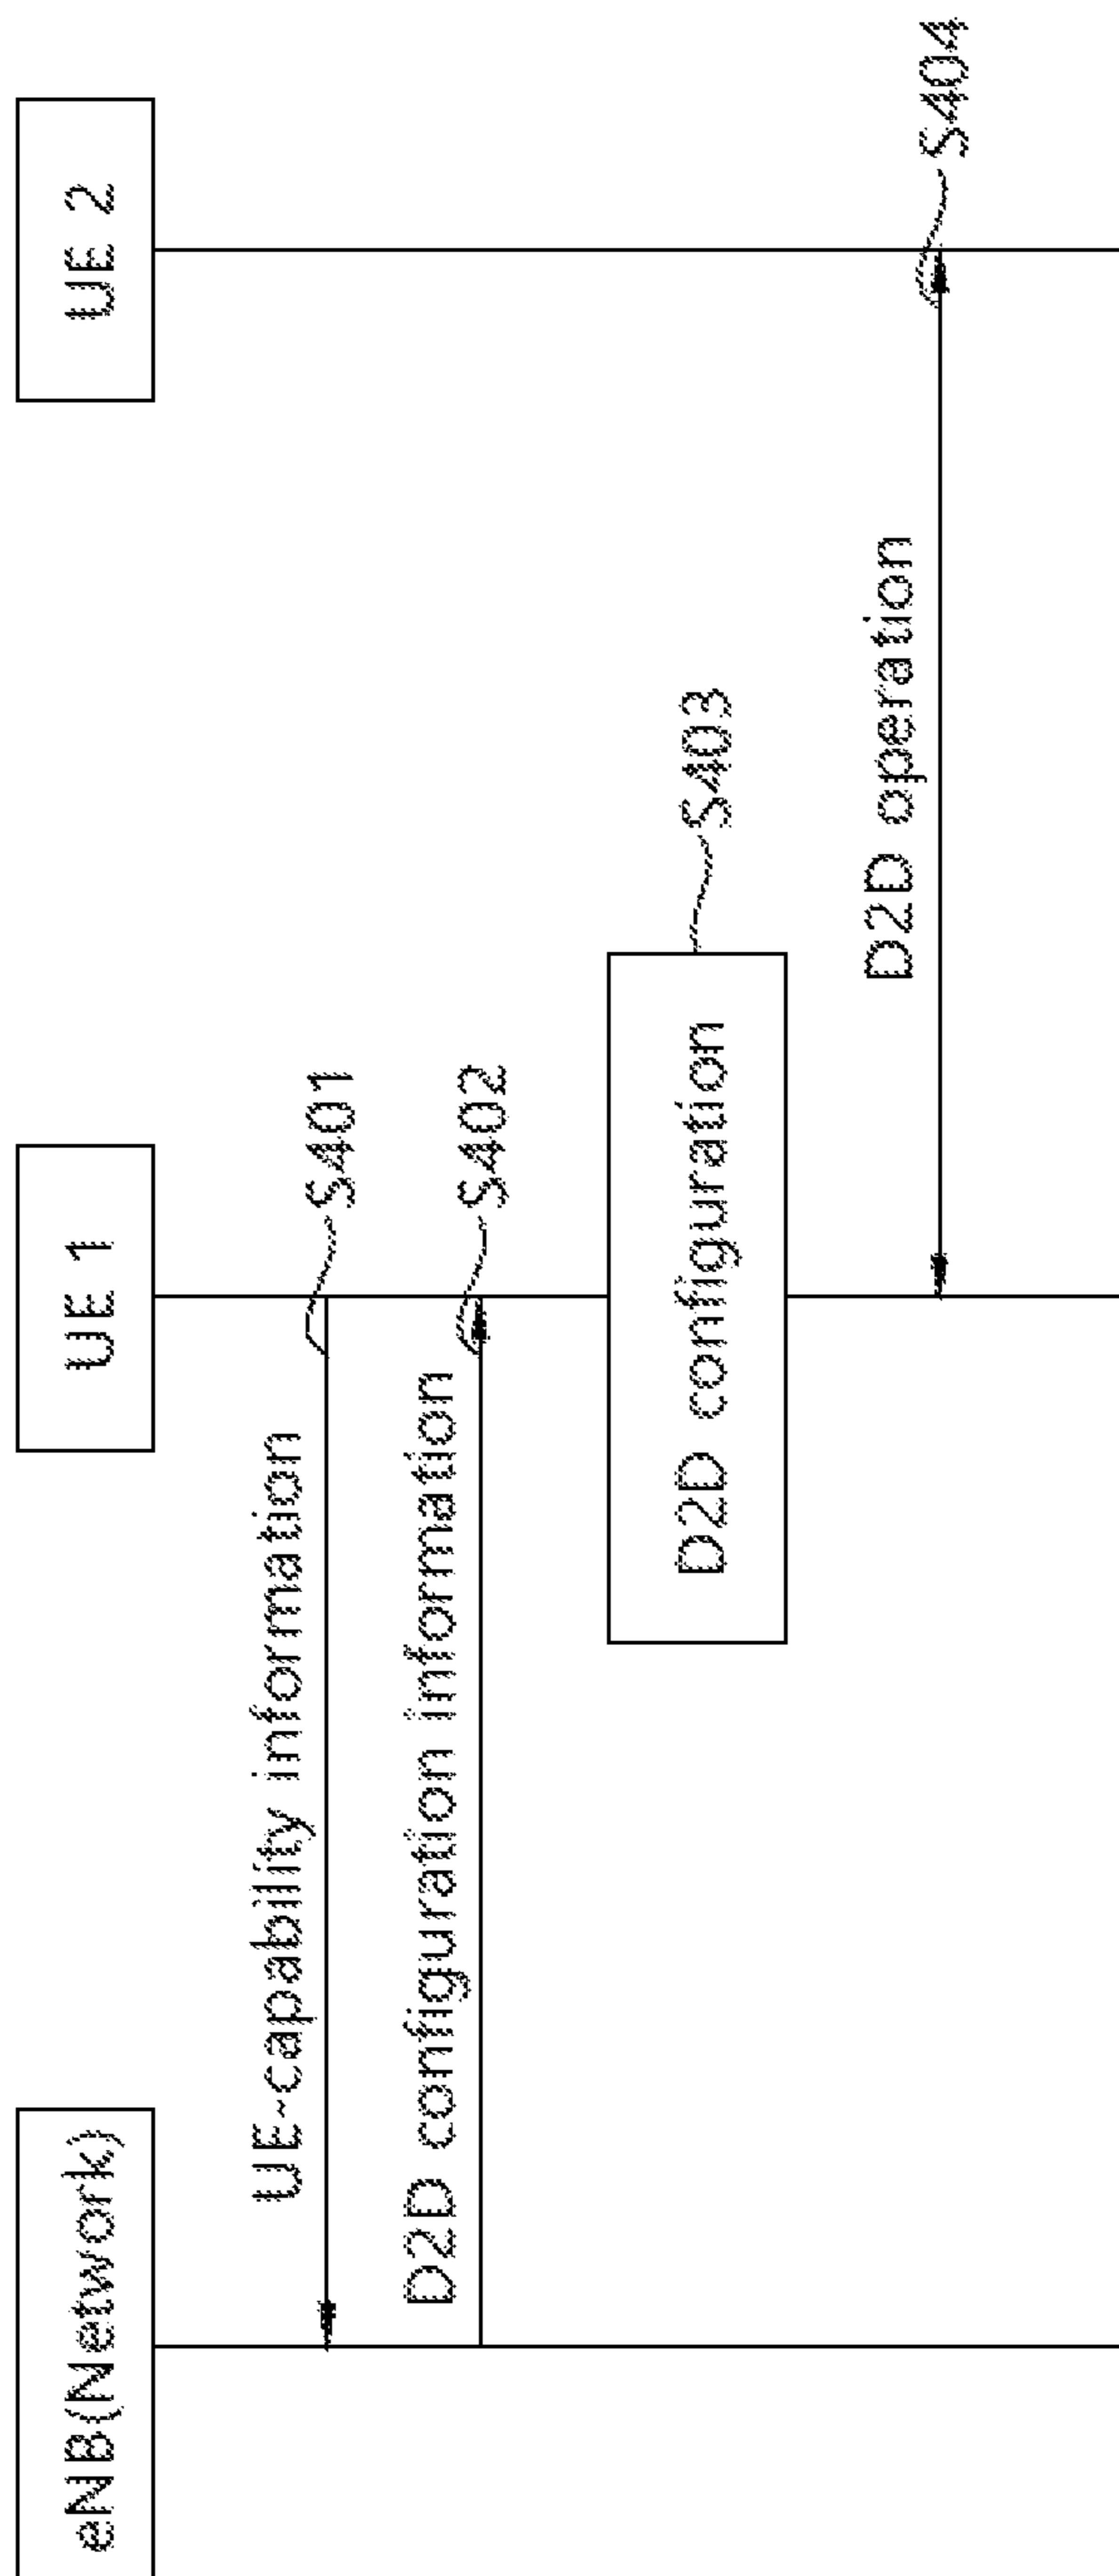 eNB(Network)
UE 1
UE 2
UE-capability information
S401
D2D configuration information
S402
D2D configuration
S403
D2D operation
S404